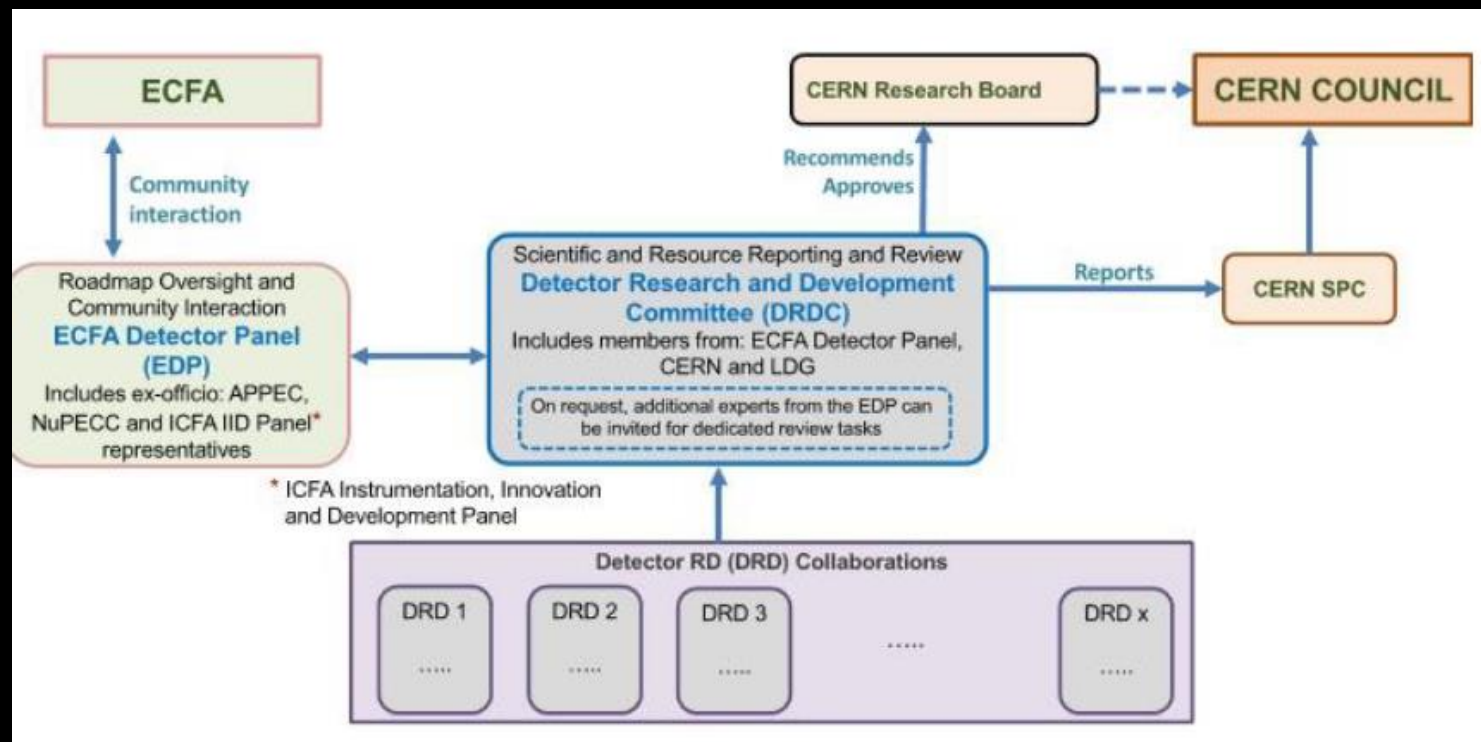 ECFA
CERN Research Board
CERN COUNCIL
Community
interaction
Recommends
Approves
Roadmap Oversight and
Community Interaction
ECFA Detector Panel
(EDP)
Includes ex-officio: APPEC,
NuPECC and ICFA IID Panel*
representatives
Scientific and Resource Reporting and Review
Detector Research and Development
Committee (DRDC)
Includes members from: ECFA Detector Panel,
CERN and LDG
On request, additional experts from the EDP can
be invited for dedicated review tasks
Reports
CERN SPC
* ICFA Instrumentation, Innovation
and Development Panel
Detector RD (DRD) Collaborations
DRD 1
.....
DRD 2
.....
DRD 3
.....
.....
DRD x
.....